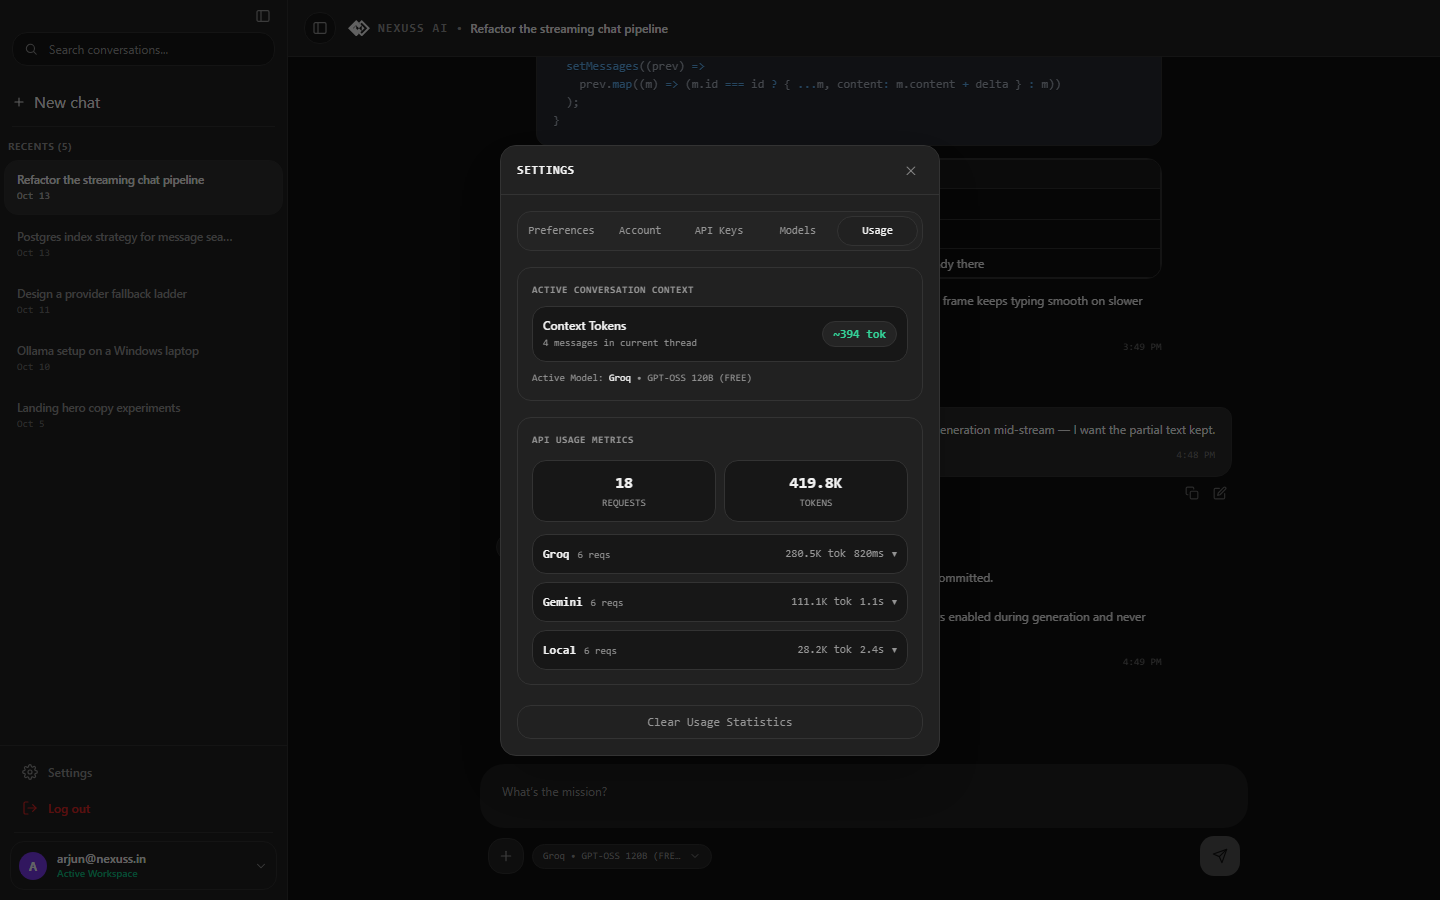 Search conversations...
+ New chat
RECENTS (5)
Refactor the streaming chat pipeline
Oct 13
Postgres index strategy for message sea...
Oct 13
Design a provider fallback ladder
Oct 11
Ollama setup on a Windows laptop
Oct 10
Landing hero copy experiments
Oct 5
Settings
Log out
A
arjun@nexuss.in
Active Workspace
NEXUSS AI • Refactor the streaming chat pipeline
setMessages((prev) =>
prev.map((m) => (m.id === id ? { ...m, content: m.content + delta } : m))
);
}
dy there
frame keeps typing smooth on slower
3:49 PM
eneration mid-stream — I want the partial text kept.
4:48 PM
ommitted.
s enabled during generation and never
4:49 PM
SETTINGS
Preferences Account API Keys Models Usage
ACTIVE CONVERSATION CONTEXT
Context Tokens
4 messages in current thread
~394 tok
Active Model: Groq • GPT-OSS 120B (FREE)
API USAGE METRICS
18
REQUESTS
419.8K
TOKENS
Groq 6 reqs 280.5K tok 820ms ▼
Gemini 6 reqs 111.1K tok 1.1s ▼
Local 6 reqs 28.2K tok 2.4s ▼
Clear Usage Statistics
What's the mission?
Groq • GPT-OSS 120B (FRE…